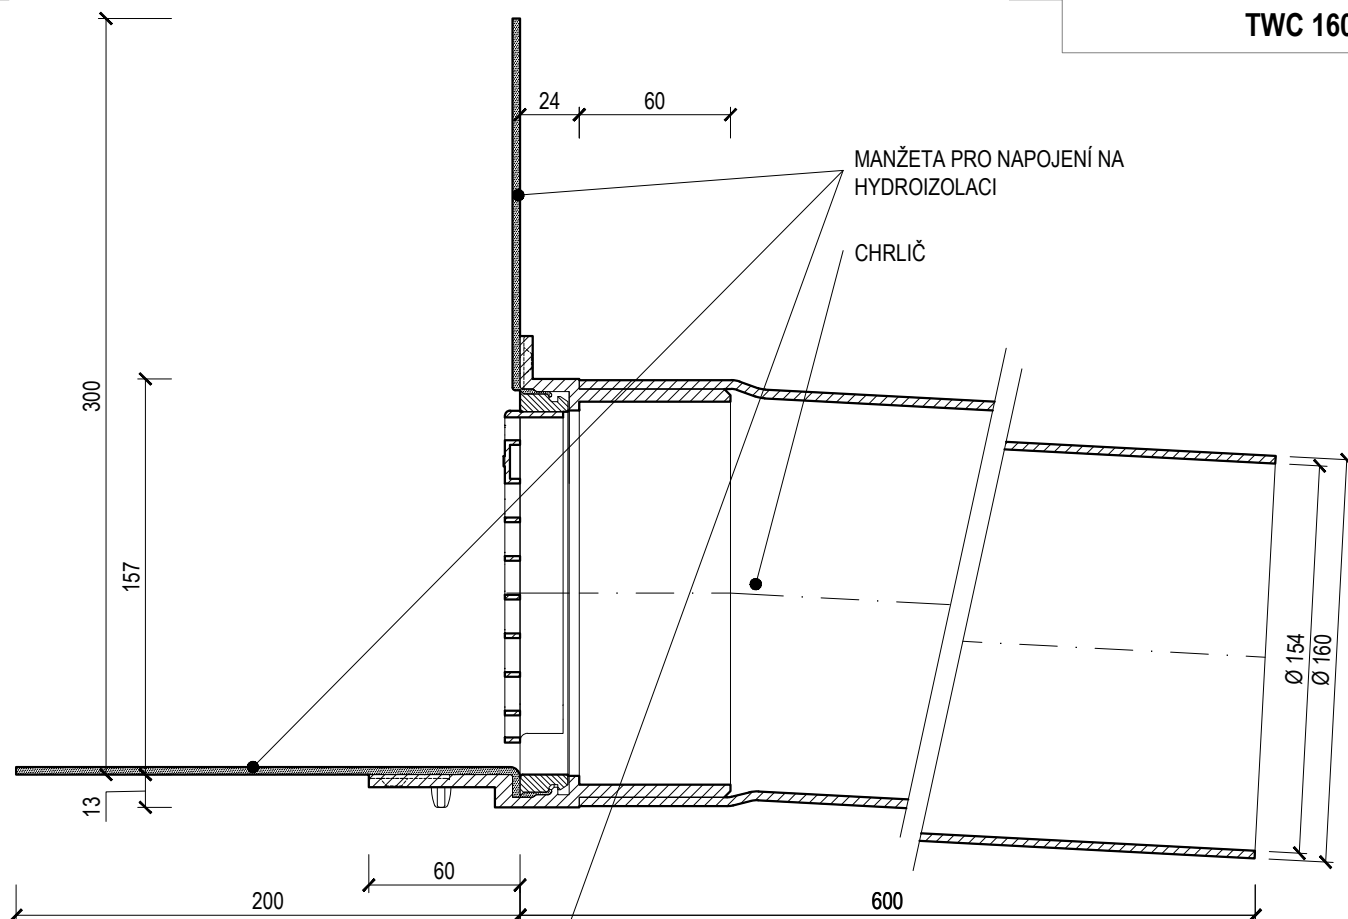 TWC 160
24
60
MANŽETA PRO NAPOJENÍ NA
HYDROIZOLACI
CHRLIČ
300
157
13
Ø 154
Ø 160
60
200
600